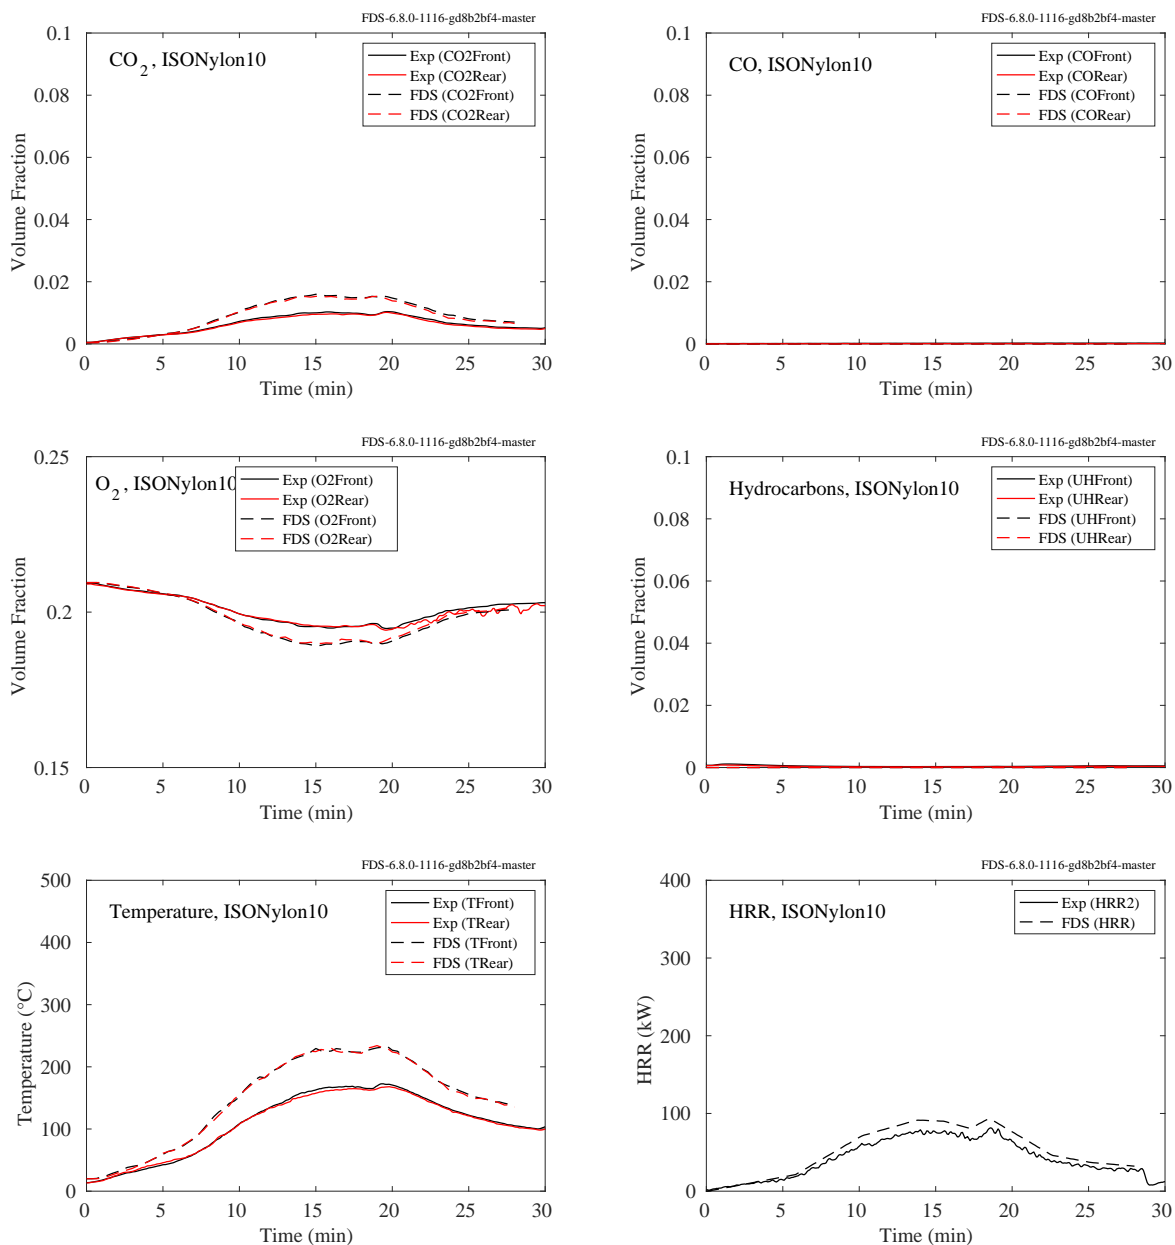 FDS-6.8.0-1116-gd8b2bf4-master
CO2, ISONylon10
Exp (CO2Front)
Exp (CO2Rear)
FDS (CO2Front)
FDS (CO2Rear)
Volume Fraction
0.1
0.08
0.06
0.04
0.02
0
0 5 10 15 20 25 30
Time (min)
FDS-6.8.0-1116-gd8b2bf4-master
CO, ISONylon10
Exp (COFront)
Exp (CORear)
FDS (COFront)
FDS (CORear)
Volume Fraction
0.1
0.08
0.06
0.04
0.02
0
0 5 10 15 20 25 30
Time (min)
FDS-6.8.0-1116-gd8b2bf4-master
O2, ISONylon10
Exp (O2Front)
Exp (O2Rear)
FDS (O2Front)
FDS (O2Rear)
Volume Fraction
0.25
0.2
0.15
0 5 10 15 20 25 30
Time (min)
FDS-6.8.0-1116-gd8b2bf4-master
Hydrocarbons, ISONylon10
Exp (UHFront)
Exp (UHRear)
FDS (UHFront)
FDS (UHRear)
Volume Fraction
0.1
0.08
0.06
0.04
0.02
0
0 5 10 15 20 25 30
Time (min)
FDS-6.8.0-1116-gd8b2bf4-master
Temperature, ISONylon10
Exp (TFront)
Exp (TRear)
FDS (TFront)
FDS (TRear)
Temperature (°C)
500
400
300
200
100
0
0 5 10 15 20 25 30
Time (min)
FDS-6.8.0-1116-gd8b2bf4-master
HRR, ISONylon10
Exp (HRR2)
FDS (HRR)
HRR (kW)
400
300
200
100
0
0 5 10 15 20 25 30
Time (min)